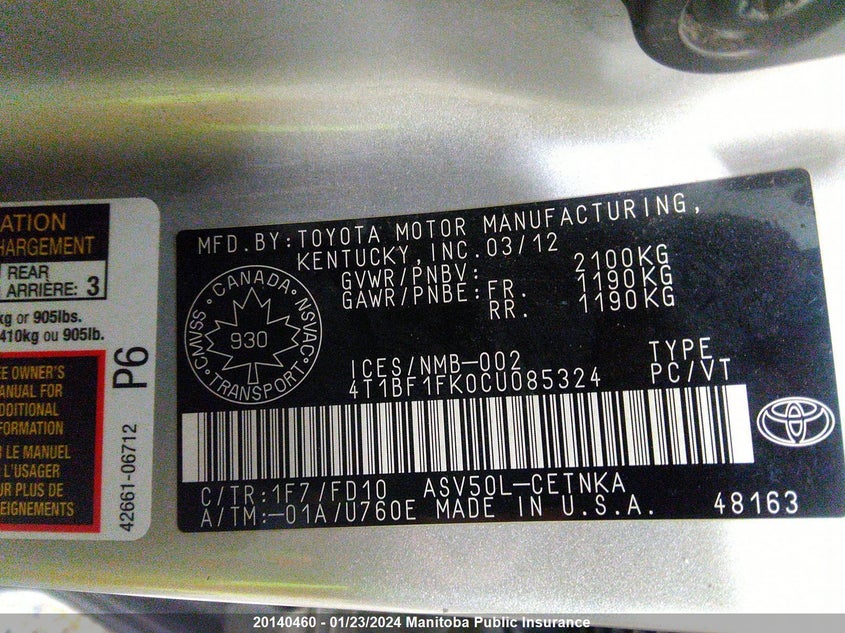 ATION
HARGEMENT
REAR
ARRIÈRE: 3
kg or 905lbs.
410kg ou 905lb.
EE OWNER'S
ANUAL FOR
DDITIONAL
FORMATION
R LE MANUEL
L'USAGER
UR PLUS DE
SEIGNEMENTS
P6
42661-06712
MFD.BY:TOYOTA MOTOR MANUFACTURING,
KENTUCKY,INC.03/12
GVWR/PNBV: 2100KG
GAWR/PNBE:FR. 1190KG
RR. 1190KG
CANADA
NSVAC
TRANSPORT
CMVSS
930
ICES/NMB-002 TYPE
4T1BF1FK0CU085324 PC/VT
C/TR:1F7/FD10 ASV50L-CETNKA
A/TM:-01A/U760E MADE IN U.S.A. 48163
20140460 - 01/23/2024 Manitoba Public Insurance